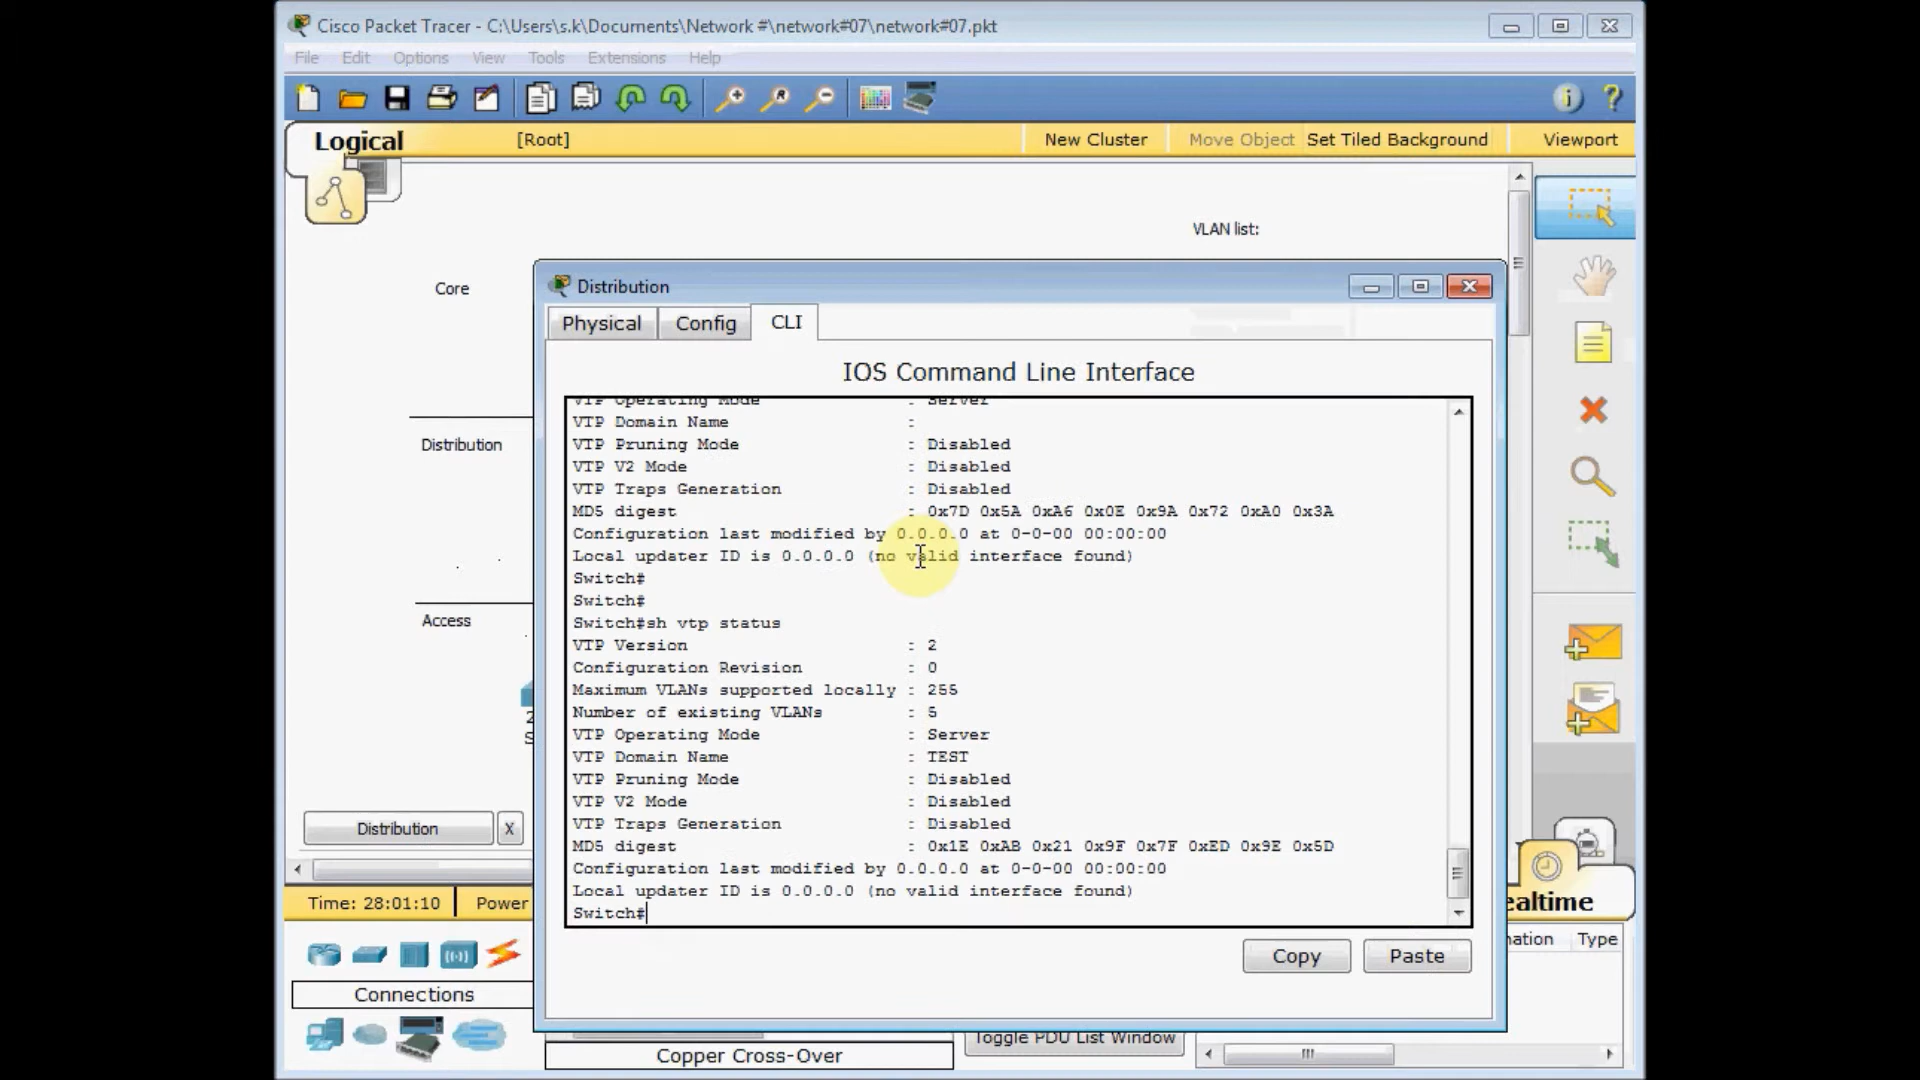 Cisco Packet Tracer - C:\Users\s.k\Documents\Network #\network#07\network#07.pkt
File Edit Options View Tools Extensions Help
Logical [Root] New Cluster Move Object Set Tiled Background Viewport
VLAN list:
Core
Distribution
Access
2
S
Distribution
Physical Config CLI
IOS Command Line Interface
VTP Operating Mode : Server
VTP Domain Name :
VTP Pruning Mode : Disabled
VTP V2 Mode : Disabled
VTP Traps Generation : Disabled
MD5 digest : 0x7D 0x5A 0xA6 0x0E 0x9A 0x72 0xA0 0x3A
Configuration last modified by 0.0.0.0 at 0-0-00 00:00:00
Local updater ID is 0.0.0.0 (no valid interface found)
Switch#
Switch#
Switch#sh vtp status
VTP Version : 2
Configuration Revision : 0
Maximum VLANs supported locally : 255
Number of existing VLANs : 5
VTP Operating Mode : Server
VTP Domain Name : TEST
VTP Pruning Mode : Disabled
VTP V2 Mode : Disabled
VTP Traps Generation : Disabled
MD5 digest : 0x1E 0xAB 0x21 0x9F 0x7F 0xED 0x9E 0x5D
Configuration last modified by 0.0.0.0 at 0-0-00 00:00:00
Local updater ID is 0.0.0.0 (no valid interface found)
Switch#
Copy Paste
Distribution X
Time: 28:01:10 Power
ealtime
nation Type
Connections
Toggle PDU List Window
Copper Cross-Over